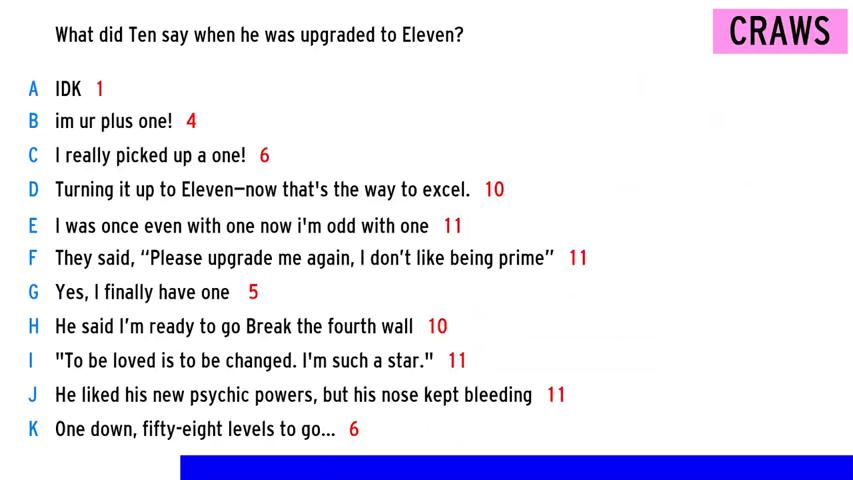 What did Ten say when he was upgraded to Eleven?
CRAWS
A IDK 1
B im ur plus one! 4
C I really picked up a one! 6
D Turning it up to Eleven—now that's the way to excel. 10
E I was once even with one now i'm odd with one 11
F They said, “Please upgrade me again, I don’t like being prime” 11
G Yes, I finally have one 5
H He said I’m ready to go Break the fourth wall 10
I "To be loved is to be changed. I'm such a star." 11
J He liked his new psychic powers, but his nose kept bleeding 11
K One down, fifty-eight levels to go... 6